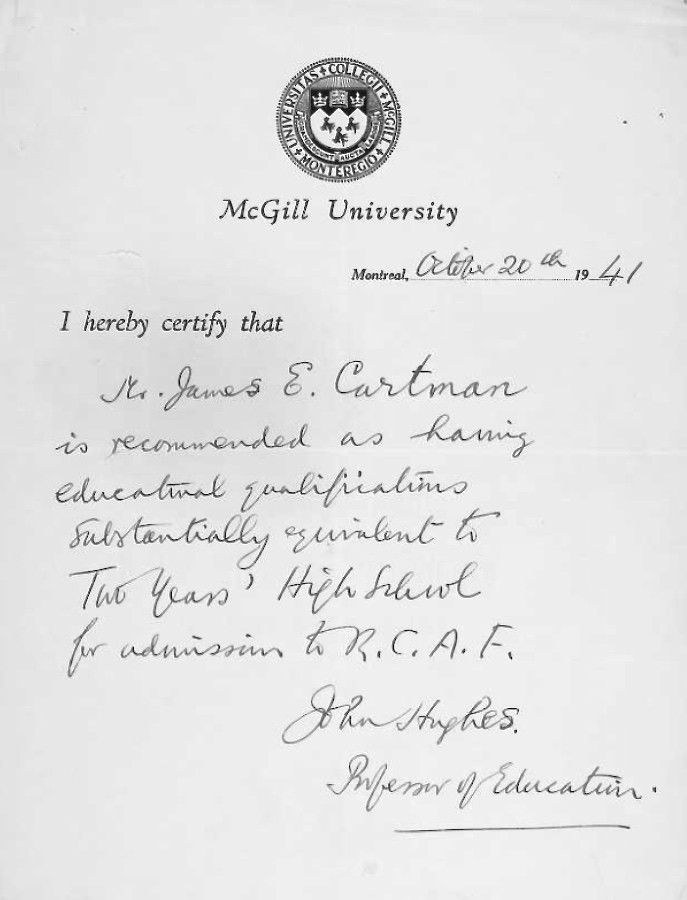 UNIVERSITAS COLLEGII McGILL
MONTEREGIO
GRANDESCUNT AUCTA LABORE
McGill University
Montreal, October 20th 1941
I hereby certify that
Mr. James E. Cartman
is recommended as having
educational qualifications
substantially equivalent to
Two Years' High School
for admission to R.C.A.F.
John Hughes.
Professor of Education.